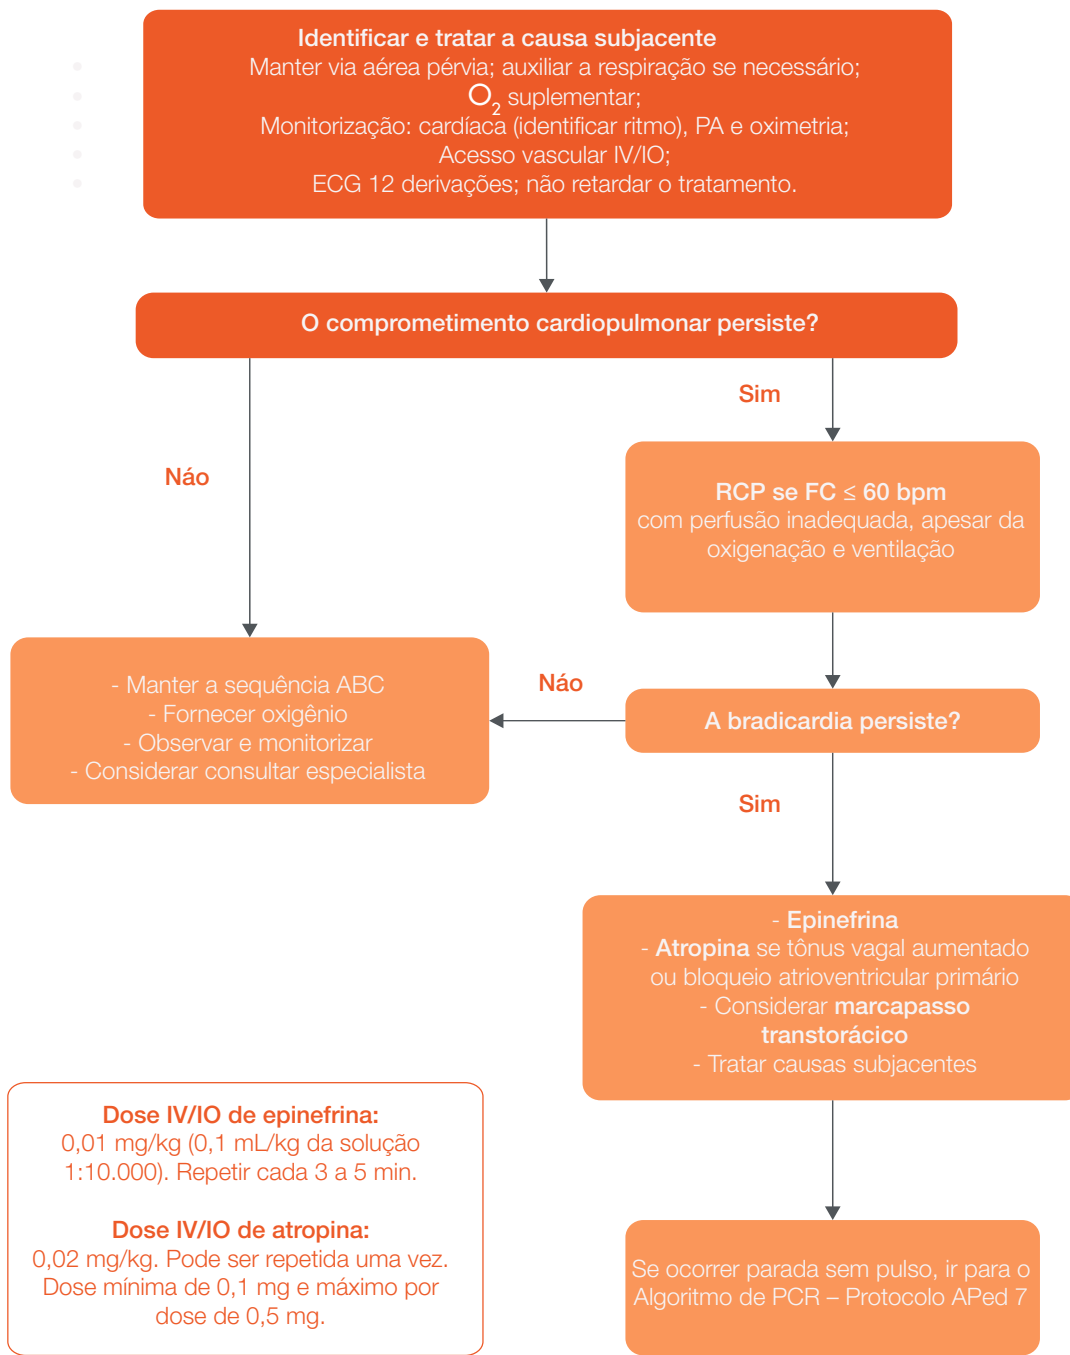 Identificar e tratar a causa subjacente
Manter via aérea pérvia; auxiliar a respiração se necessário;
O2 suplementar;
Monitorização: cardíaca (identificar ritmo), PA e oximetria;
Acesso vascular IV/IO;
ECG 12 derivações; não retardar o tratamento.
O comprometimento cardiopulmonar persiste?
Sim
Náo
RCP se FC ≤ 60 bpm
com perfusão inadequada, apesar da
oxigenação e ventilação
- Manter a sequência ABC
- Fornecer oxigênio
- Observar e monitorizar
- Considerar consultar especialista
Náo
A bradicardia persiste?
Sim
- Epinefrina
- Atropina se tônus vagal aumentado
ou bloqueio atrioventricular primário
- Considerar marcapasso
transtorácico
- Tratar causas subjacentes
Dose IV/IO de epinefrina:
0,01 mg/kg (0,1 mL/kg da solução
1:10.000). Repetir cada 3 a 5 min.
Dose IV/IO de atropina:
0,02 mg/kg. Pode ser repetida uma vez.
Dose mínima de 0,1 mg e máximo por
dose de 0,5 mg.
Se ocorrer parada sem pulso, ir para o
Algoritmo de PCR – Protocolo APed 7